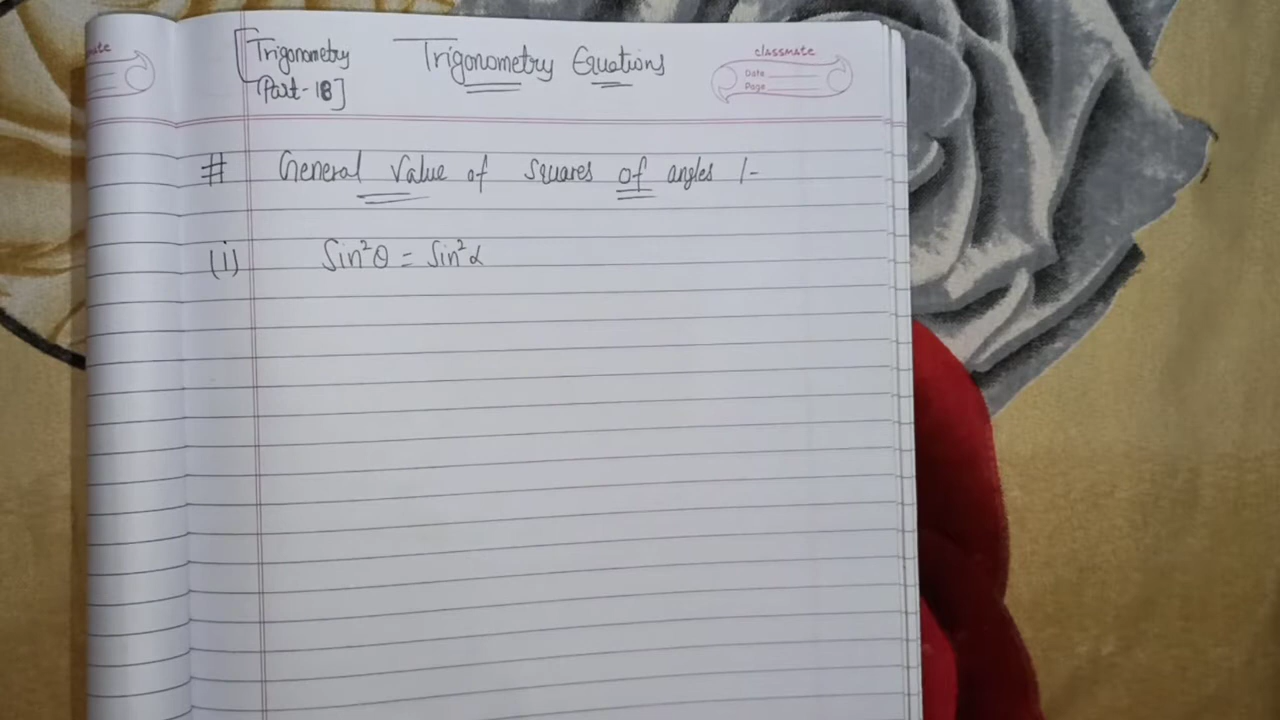 [Trigonometry
Part-18]
Trigonometry Equations
classmate
Date
Page
# General Value of Squares of angles :-
(i) Sin²θ = Sin²α